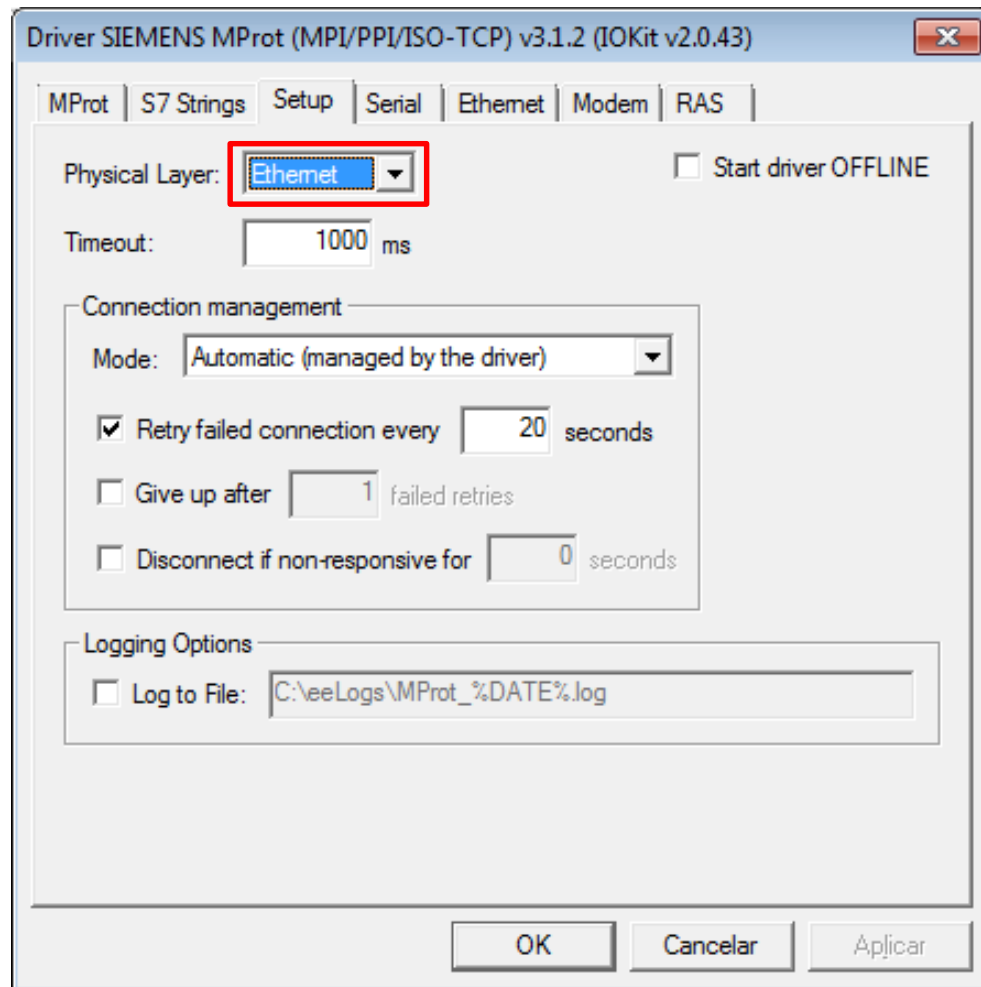 Driver SIEMENS MProt (MPI/PPI/ISO-TCP) v3.1.2 (IOKit v2.0.43)
MProt S7 Strings Setup Serial Ethernet Modem RAS
Physical Layer: Ethernet Start driver OFFLINE
Timeout: 1000 ms
Connection management
Mode: Automatic (managed by the driver)
Retry failed connection every 20 seconds
Give up after 1 failed retries
Disconnect if non-responsive for 0 seconds
Logging Options
Log to File: C:\eeLogs\MProt_%DATE%.log
OK Cancelar Aplicar